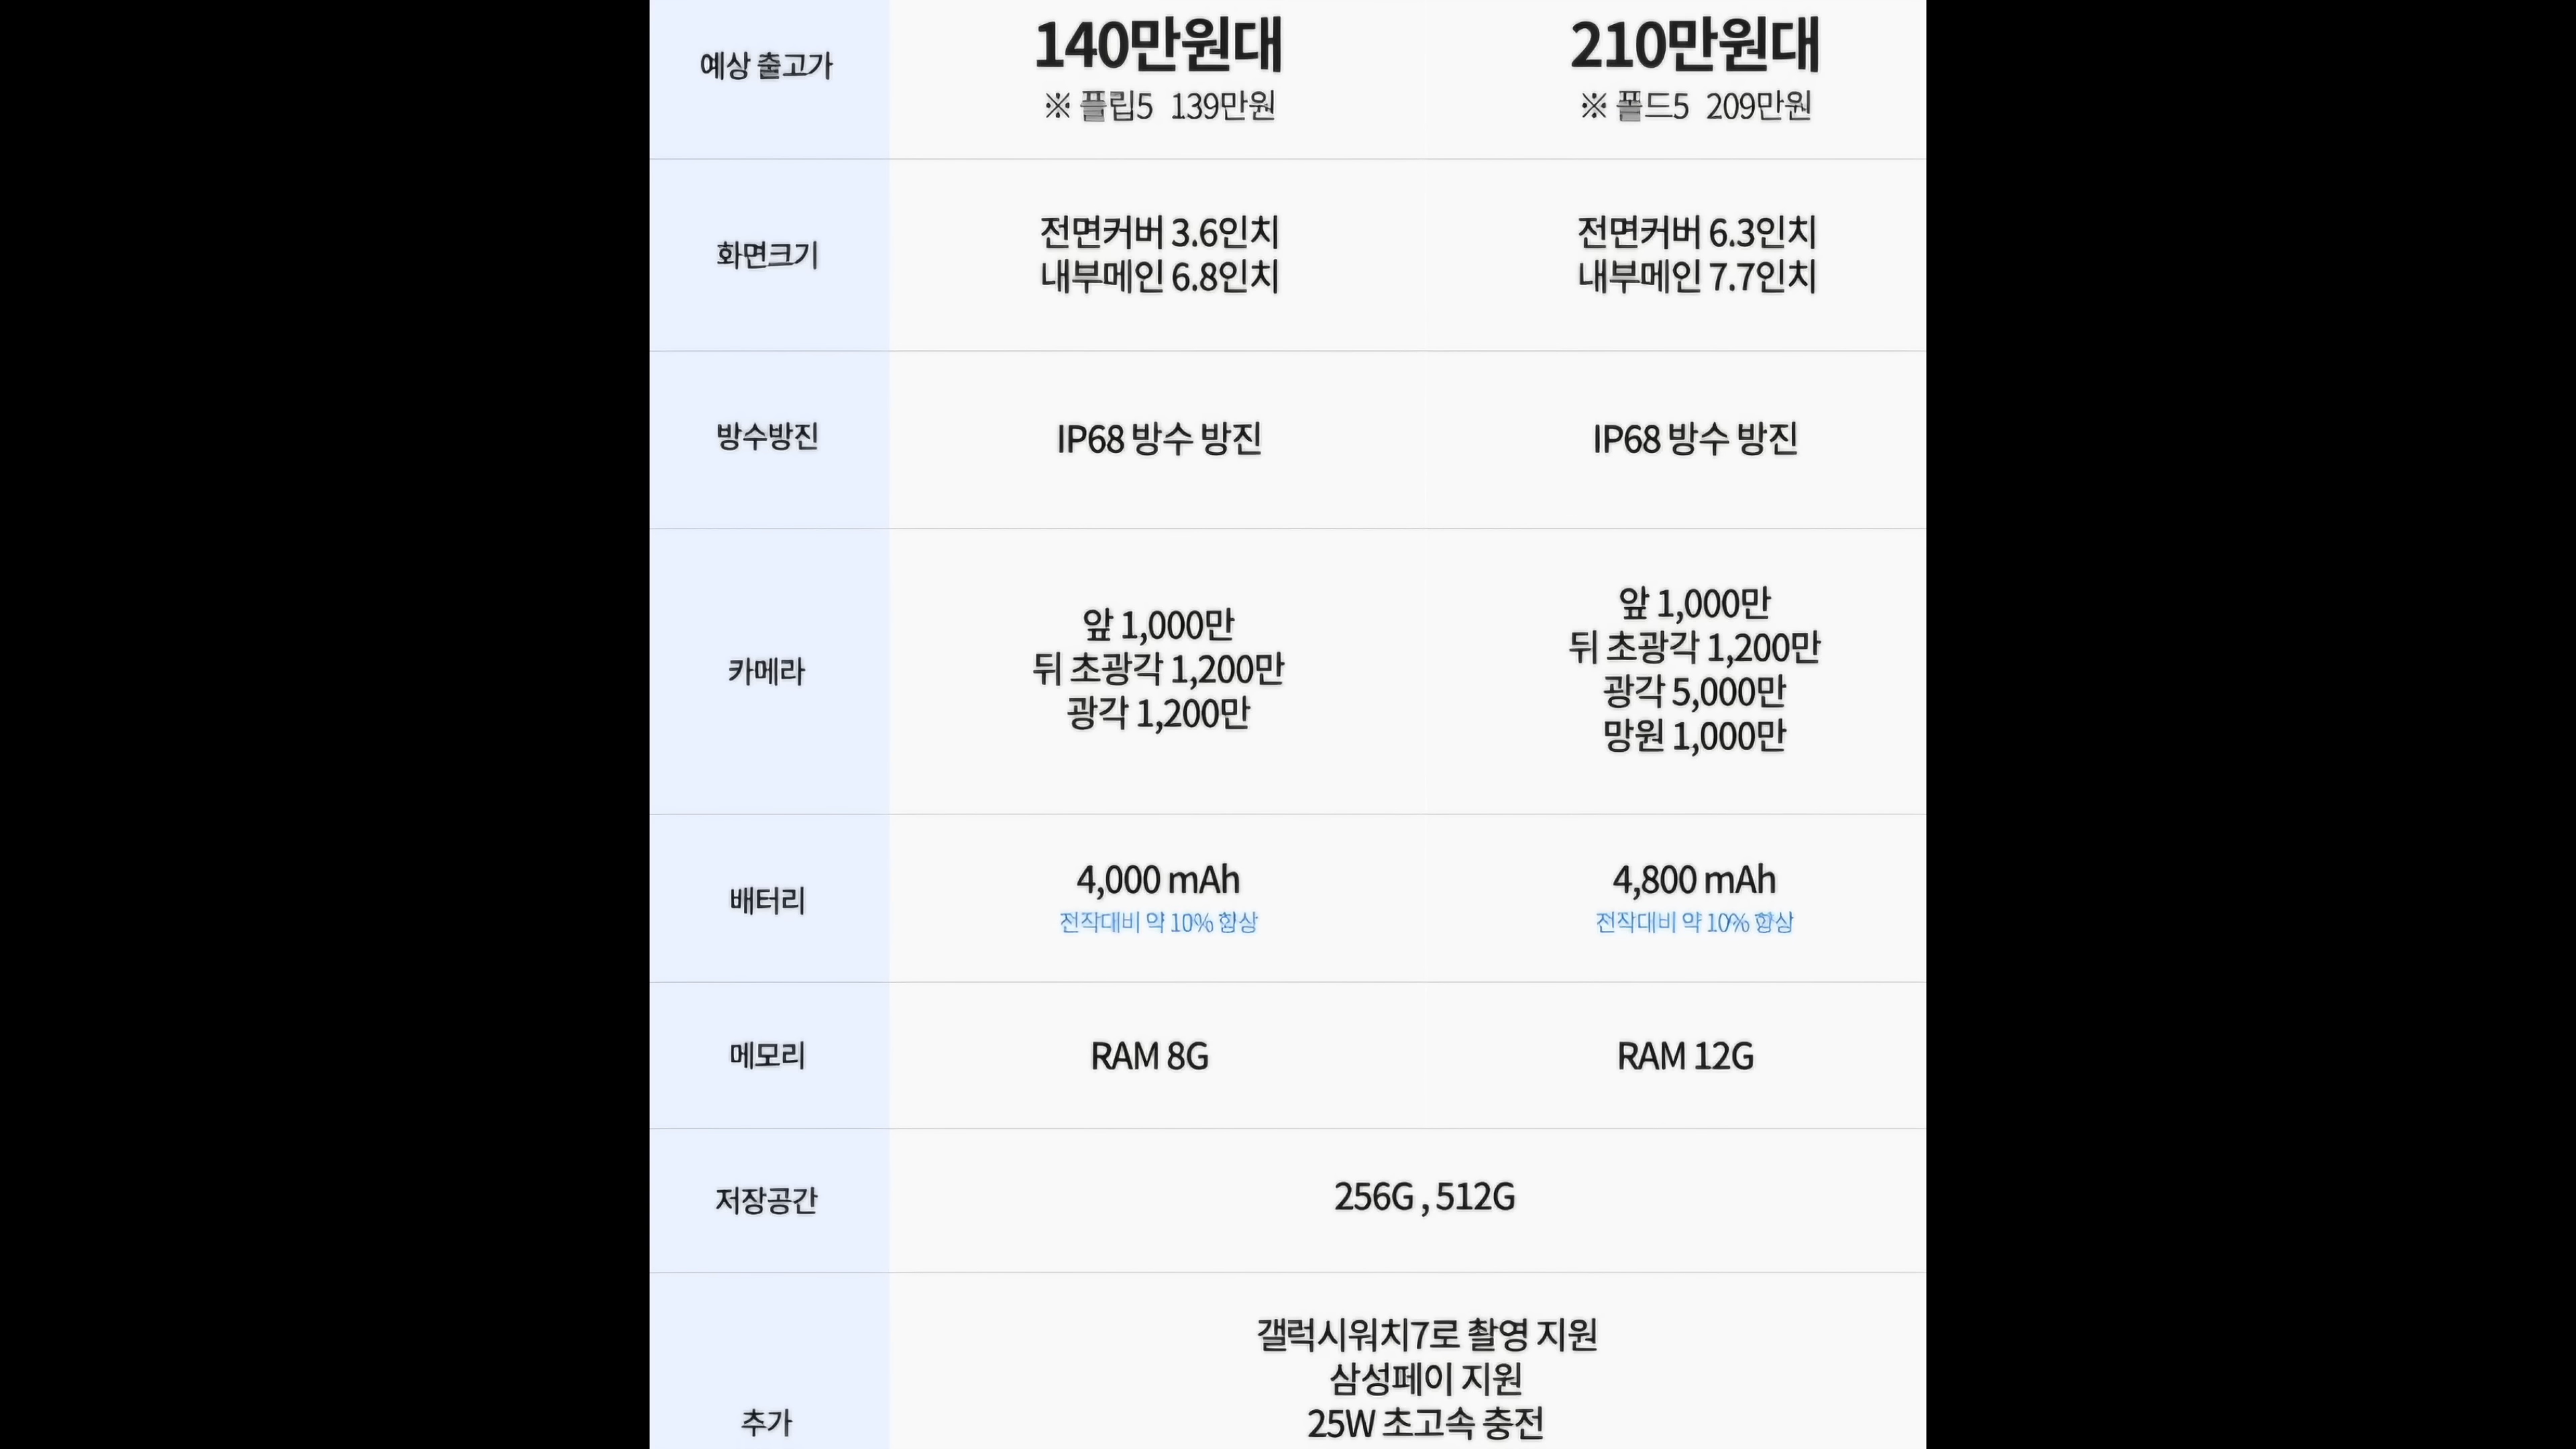 예상 출고가
140만원대
※ 플립5 139만원
210만원대
※ 폴드5 209만원
화면크기
전면커버 3.6인치
내부메인 6.8인치
전면커버 6.3인치
내부메인 7.7인치
방수방진
IP68 방수 방진
IP68 방수 방진
카메라
앞 1,000만
뒤 초광각 1,200만
광각 1,200만
앞 1,000만
뒤 초광각 1,200만
광각 5,000만
망원 1,000만
배터리
4,000 mAh
전작대비 약 10% 향상
4,800 mAh
전작대비 약 10% 향상
메모리
RAM 8G
RAM 12G
저장공간
256G , 512G
추가
갤럭시워치7로 촬영 지원
삼성페이 지원
25W 초고속 충전